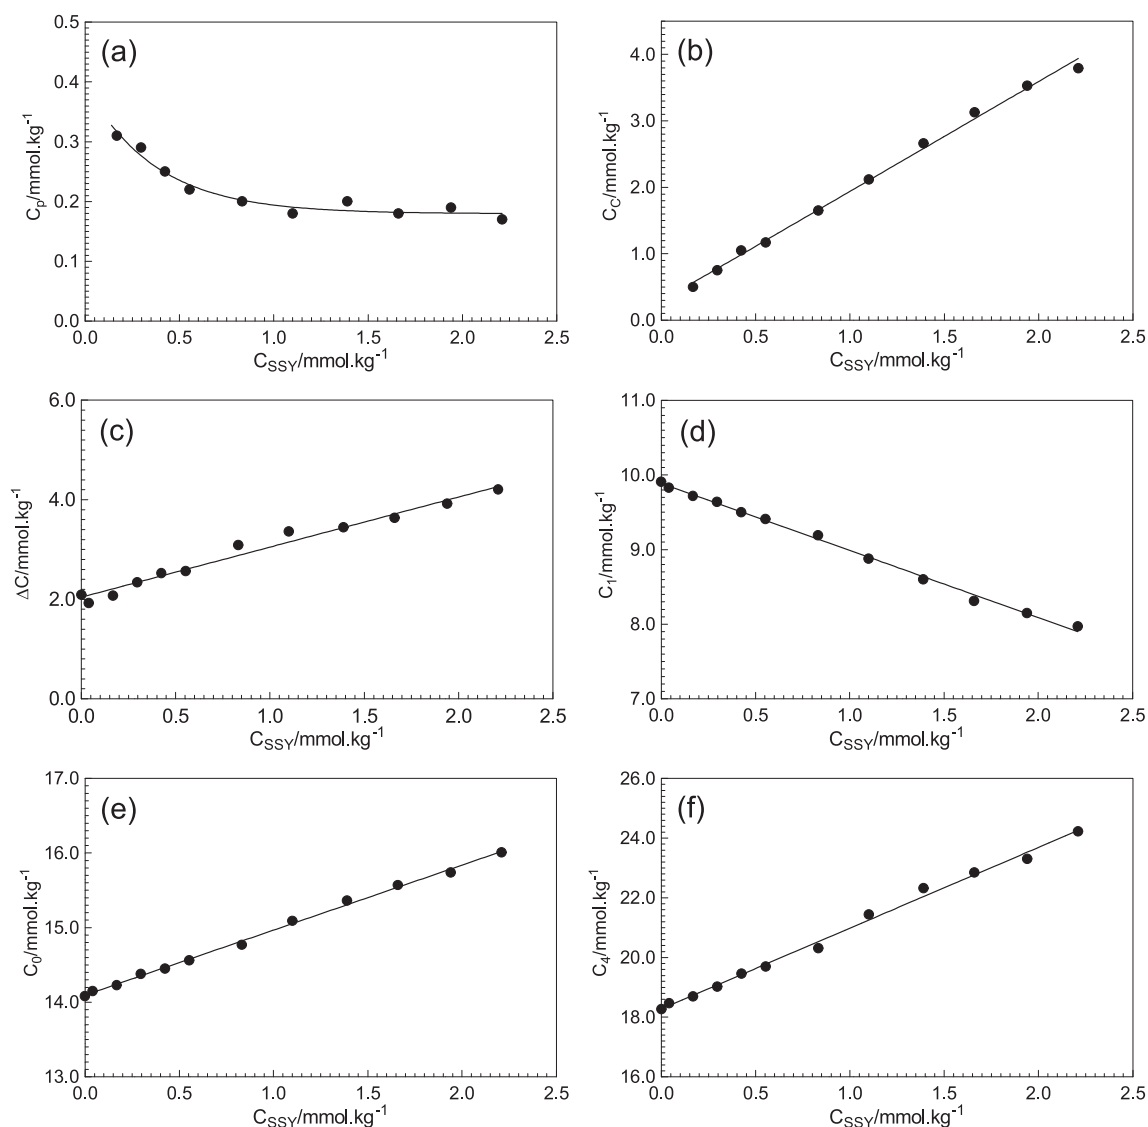 (a)
0.5
0.4
0.3
0.2
0.1
0.0
Cₚ/mmol.kg⁻¹
0.0 0.5 1.0 1.5 2.0 2.5
C_SSY/mmol.kg⁻¹
(b)
4.0
3.0
2.0
1.0
0.0
C_C/mmol.kg⁻¹
0.0 0.5 1.0 1.5 2.0 2.5
C_SSY/mmol.kg⁻¹
(c)
6.0
4.0
2.0
0.0
ΔC/mmol.kg⁻¹
0.0 0.5 1.0 1.5 2.0 2.5
C_SSY/mmol.kg⁻¹
(d)
11.0
10.0
9.0
8.0
7.0
C₁/mmol.kg⁻¹
0.0 0.5 1.0 1.5 2.0 2.5
C_SSY/mmol.kg⁻¹
(e)
17.0
16.0
15.0
14.0
13.0
C₀/mmol.kg⁻¹
0.0 0.5 1.0 1.5 2.0 2.5
C_SSY/mmol.kg⁻¹
(f)
26.0
24.0
22.0
20.0
18.0
16.0
C₄/mmol.kg⁻¹
0.0 0.5 1.0 1.5 2.0 2.5
C_SSY/mmol.kg⁻¹